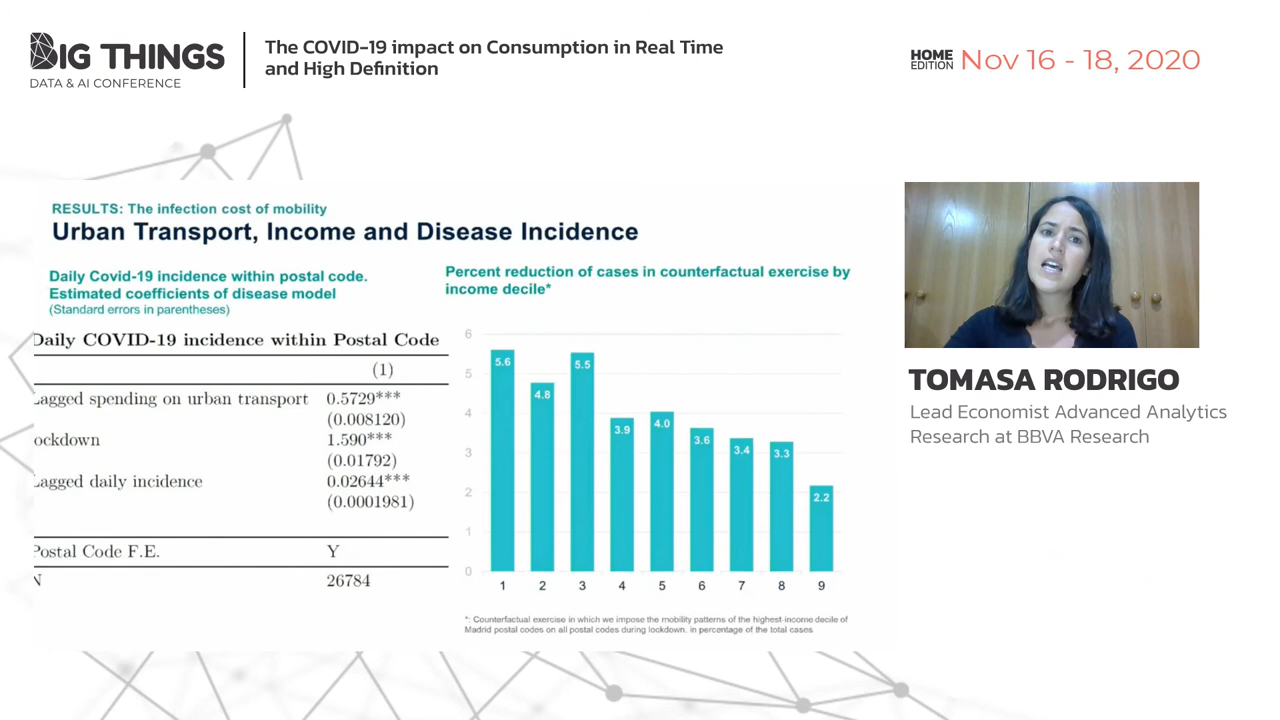 BIG THINGS
DATA & AI CONFERENCE
The COVID-19 impact on Consumption in Real Time
and High Definition
HOME
EDITION
Nov 16 - 18, 2020
RESULTS: The infection cost of mobility
Urban Transport, Income and Disease Incidence
Daily Covid-19 incidence within postal code.
Estimated coefficients of disease model
(Standard errors in parentheses)
Daily COVID-19 incidence within Postal Code
(1)
Lagged spending on urban transport 0.5729***
(0.008120)
ockdown 1.590***
(0.01792)
Lagged daily incidence 0.02644***
(0.0001981)
Postal Code F.E. Y
N 26784
Percent reduction of cases in counterfactual exercise by
income decile*
6
5
4
3
2
1
0
5.6
4.8
5.5
3.9
4.0
3.6
3.4
3.3
2.2
1 2 3 4 5 6 7 8 9
*: Counterfactual exercise in which we impose the mobility patterns of the highest-income decile of
Madrid postal codes on all postal codes during lockdown. in percentage of the total cases
TOMASA RODRIGO
Lead Economist Advanced Analytics
Research at BBVA Research